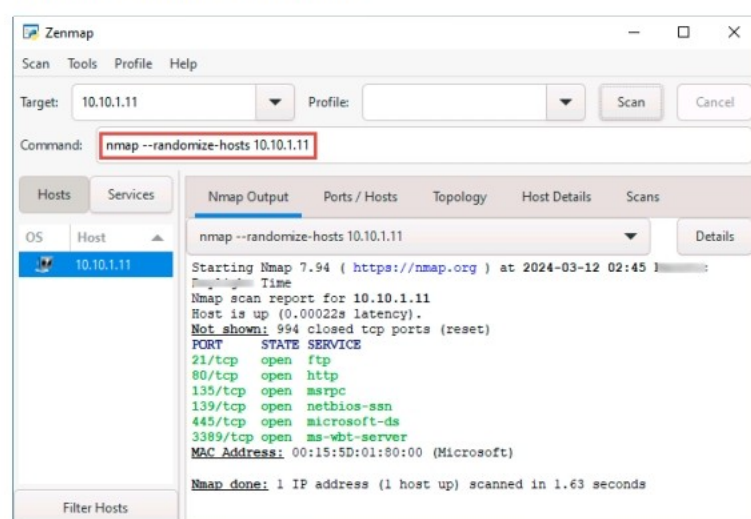 Zenmap
Scan Tools Profile Help
Target: 10.10.1.11 Profile: Scan Cancel
Command: nmap --randomize-hosts 10.10.1.11
Hosts Services Nmap Output Ports / Hosts Topology Host Details Scans
OS Host nmap --randomize-hosts 10.10.1.11 Details
10.10.1.11
Starting Nmap 7.94 ( https://nmap.org ) at 2024-03-12 02:45
Time
Nmap scan report for 10.10.1.11
Host is up (0.00022s latency).
Not shown: 994 closed tcp ports (reset)
PORT STATE SERVICE
21/tcp open ftp
80/tcp open http
135/tcp open msrpc
139/tcp open netbios-ssn
445/tcp open microsoft-ds
3389/tcp open ms-wbt-server
MAC Address: 00:15:5D:01:80:00 (Microsoft)
Nmap done: 1 IP address (1 host up) scanned in 1.63 seconds
Filter Hosts